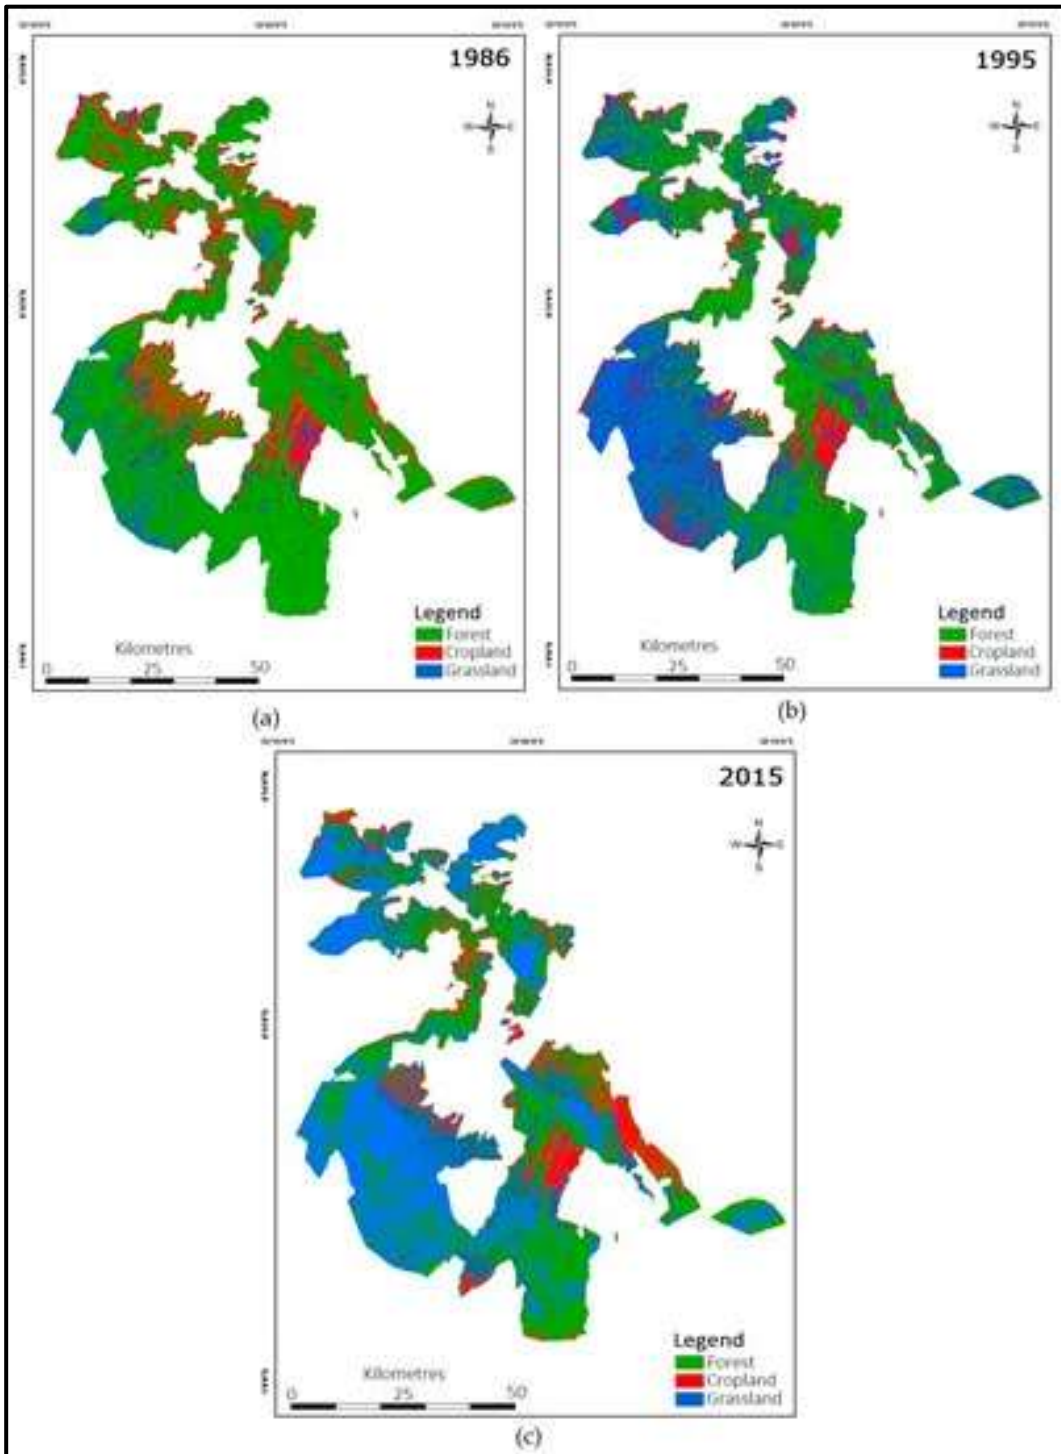 1986
N
W E
S
Legend
Forest
Cropland
Grassland
Kilometres
0 25 50
(a)
1995
N
W E
S
Legend
Forest
Cropland
Grassland
Kilometres
0 25 50
(b)
2015
N
W E
S
Legend
Forest
Cropland
Grassland
Kilometres
0 25 50
(c)